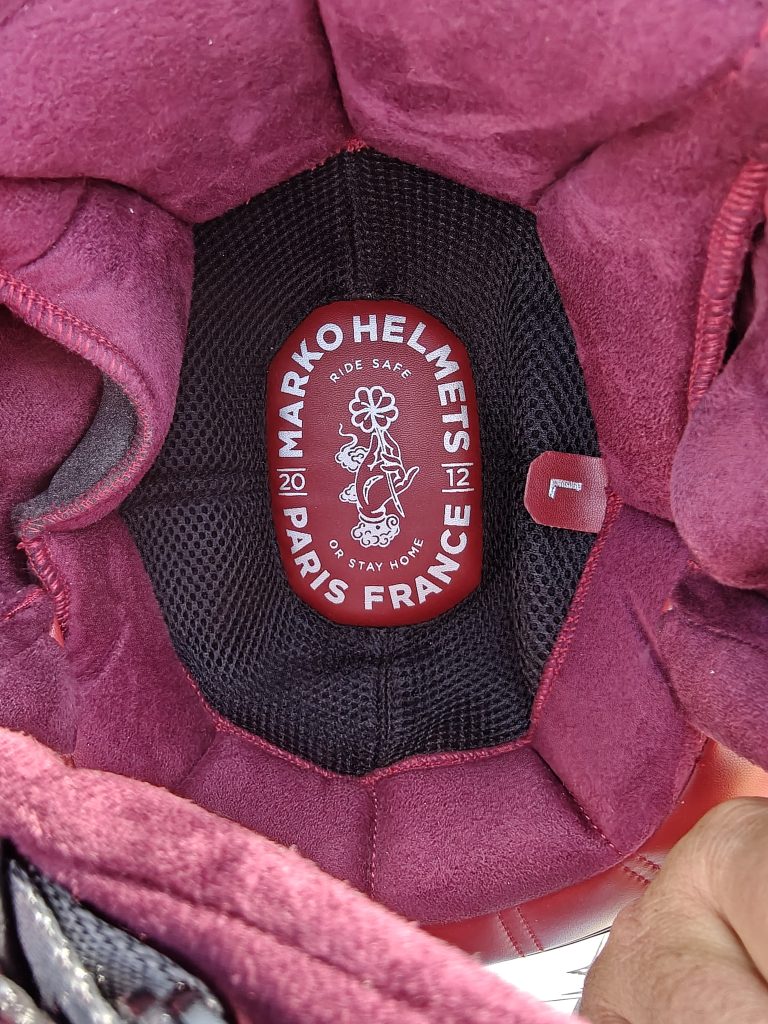 MARKO HELMETS
RIDE SAFE
20 12
OR STAY HOME
PARIS FRANCE
L